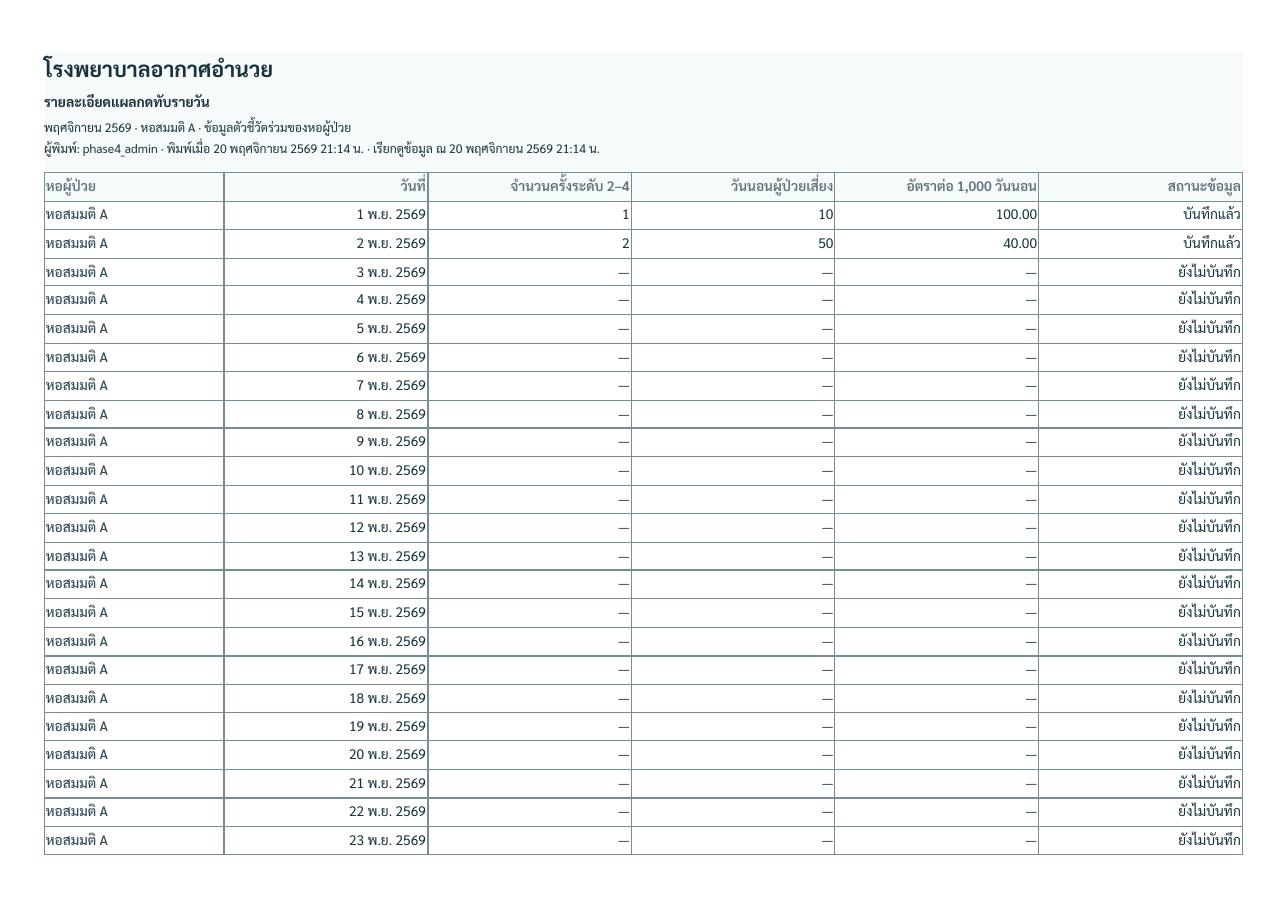 โรงพยาบาลอากาศอำนวย
รายละเอียดแผลกดทับรายวัน
พฤศจิกายน 2569 · หอสมมติ A · ข้อมูลตัวชี้วัดร่วมของหอผู้ป่วย
ผู้พิมพ์: phase4_admin · พิมพ์เมื่อ 20 พฤศจิกายน 2569 21:14 น. · เรียกดูข้อมูล ณ 20 พฤศจิกายน 2569 21:14 น.
หอผู้ป่วย วันที่ จำนวนครั้งระดับ 2–4 วันนอนผู้ป่วยเสี่ยง อัตราต่อ 1,000 วันนอน สถานะข้อมูล
หอสมมติ A 1 พ.ย. 2569 1 10 100.00 บันทึกแล้ว
หอสมมติ A 2 พ.ย. 2569 2 50 40.00 บันทึกแล้ว
หอสมมติ A 3 พ.ย. 2569 — — — ยังไม่บันทึก
หอสมมติ A 4 พ.ย. 2569 — — — ยังไม่บันทึก
หอสมมติ A 5 พ.ย. 2569 — — — ยังไม่บันทึก
หอสมมติ A 6 พ.ย. 2569 — — — ยังไม่บันทึก
หอสมมติ A 7 พ.ย. 2569 — — — ยังไม่บันทึก
หอสมมติ A 8 พ.ย. 2569 — — — ยังไม่บันทึก
หอสมมติ A 9 พ.ย. 2569 — — — ยังไม่บันทึก
หอสมมติ A 10 พ.ย. 2569 — — — ยังไม่บันทึก
หอสมมติ A 11 พ.ย. 2569 — — — ยังไม่บันทึก
หอสมมติ A 12 พ.ย. 2569 — — — ยังไม่บันทึก
หอสมมติ A 13 พ.ย. 2569 — — — ยังไม่บันทึก
หอสมมติ A 14 พ.ย. 2569 — — — ยังไม่บันทึก
หอสมมติ A 15 พ.ย. 2569 — — — ยังไม่บันทึก
หอสมมติ A 16 พ.ย. 2569 — — — ยังไม่บันทึก
หอสมมติ A 17 พ.ย. 2569 — — — ยังไม่บันทึก
หอสมมติ A 18 พ.ย. 2569 — — — ยังไม่บันทึก
หอสมมติ A 19 พ.ย. 2569 — — — ยังไม่บันทึก
หอสมมติ A 20 พ.ย. 2569 — — — ยังไม่บันทึก
หอสมมติ A 21 พ.ย. 2569 — — — ยังไม่บันทึก
หอสมมติ A 22 พ.ย. 2569 — — — ยังไม่บันทึก
หอสมมติ A 23 พ.ย. 2569 — — — ยังไม่บันทึก